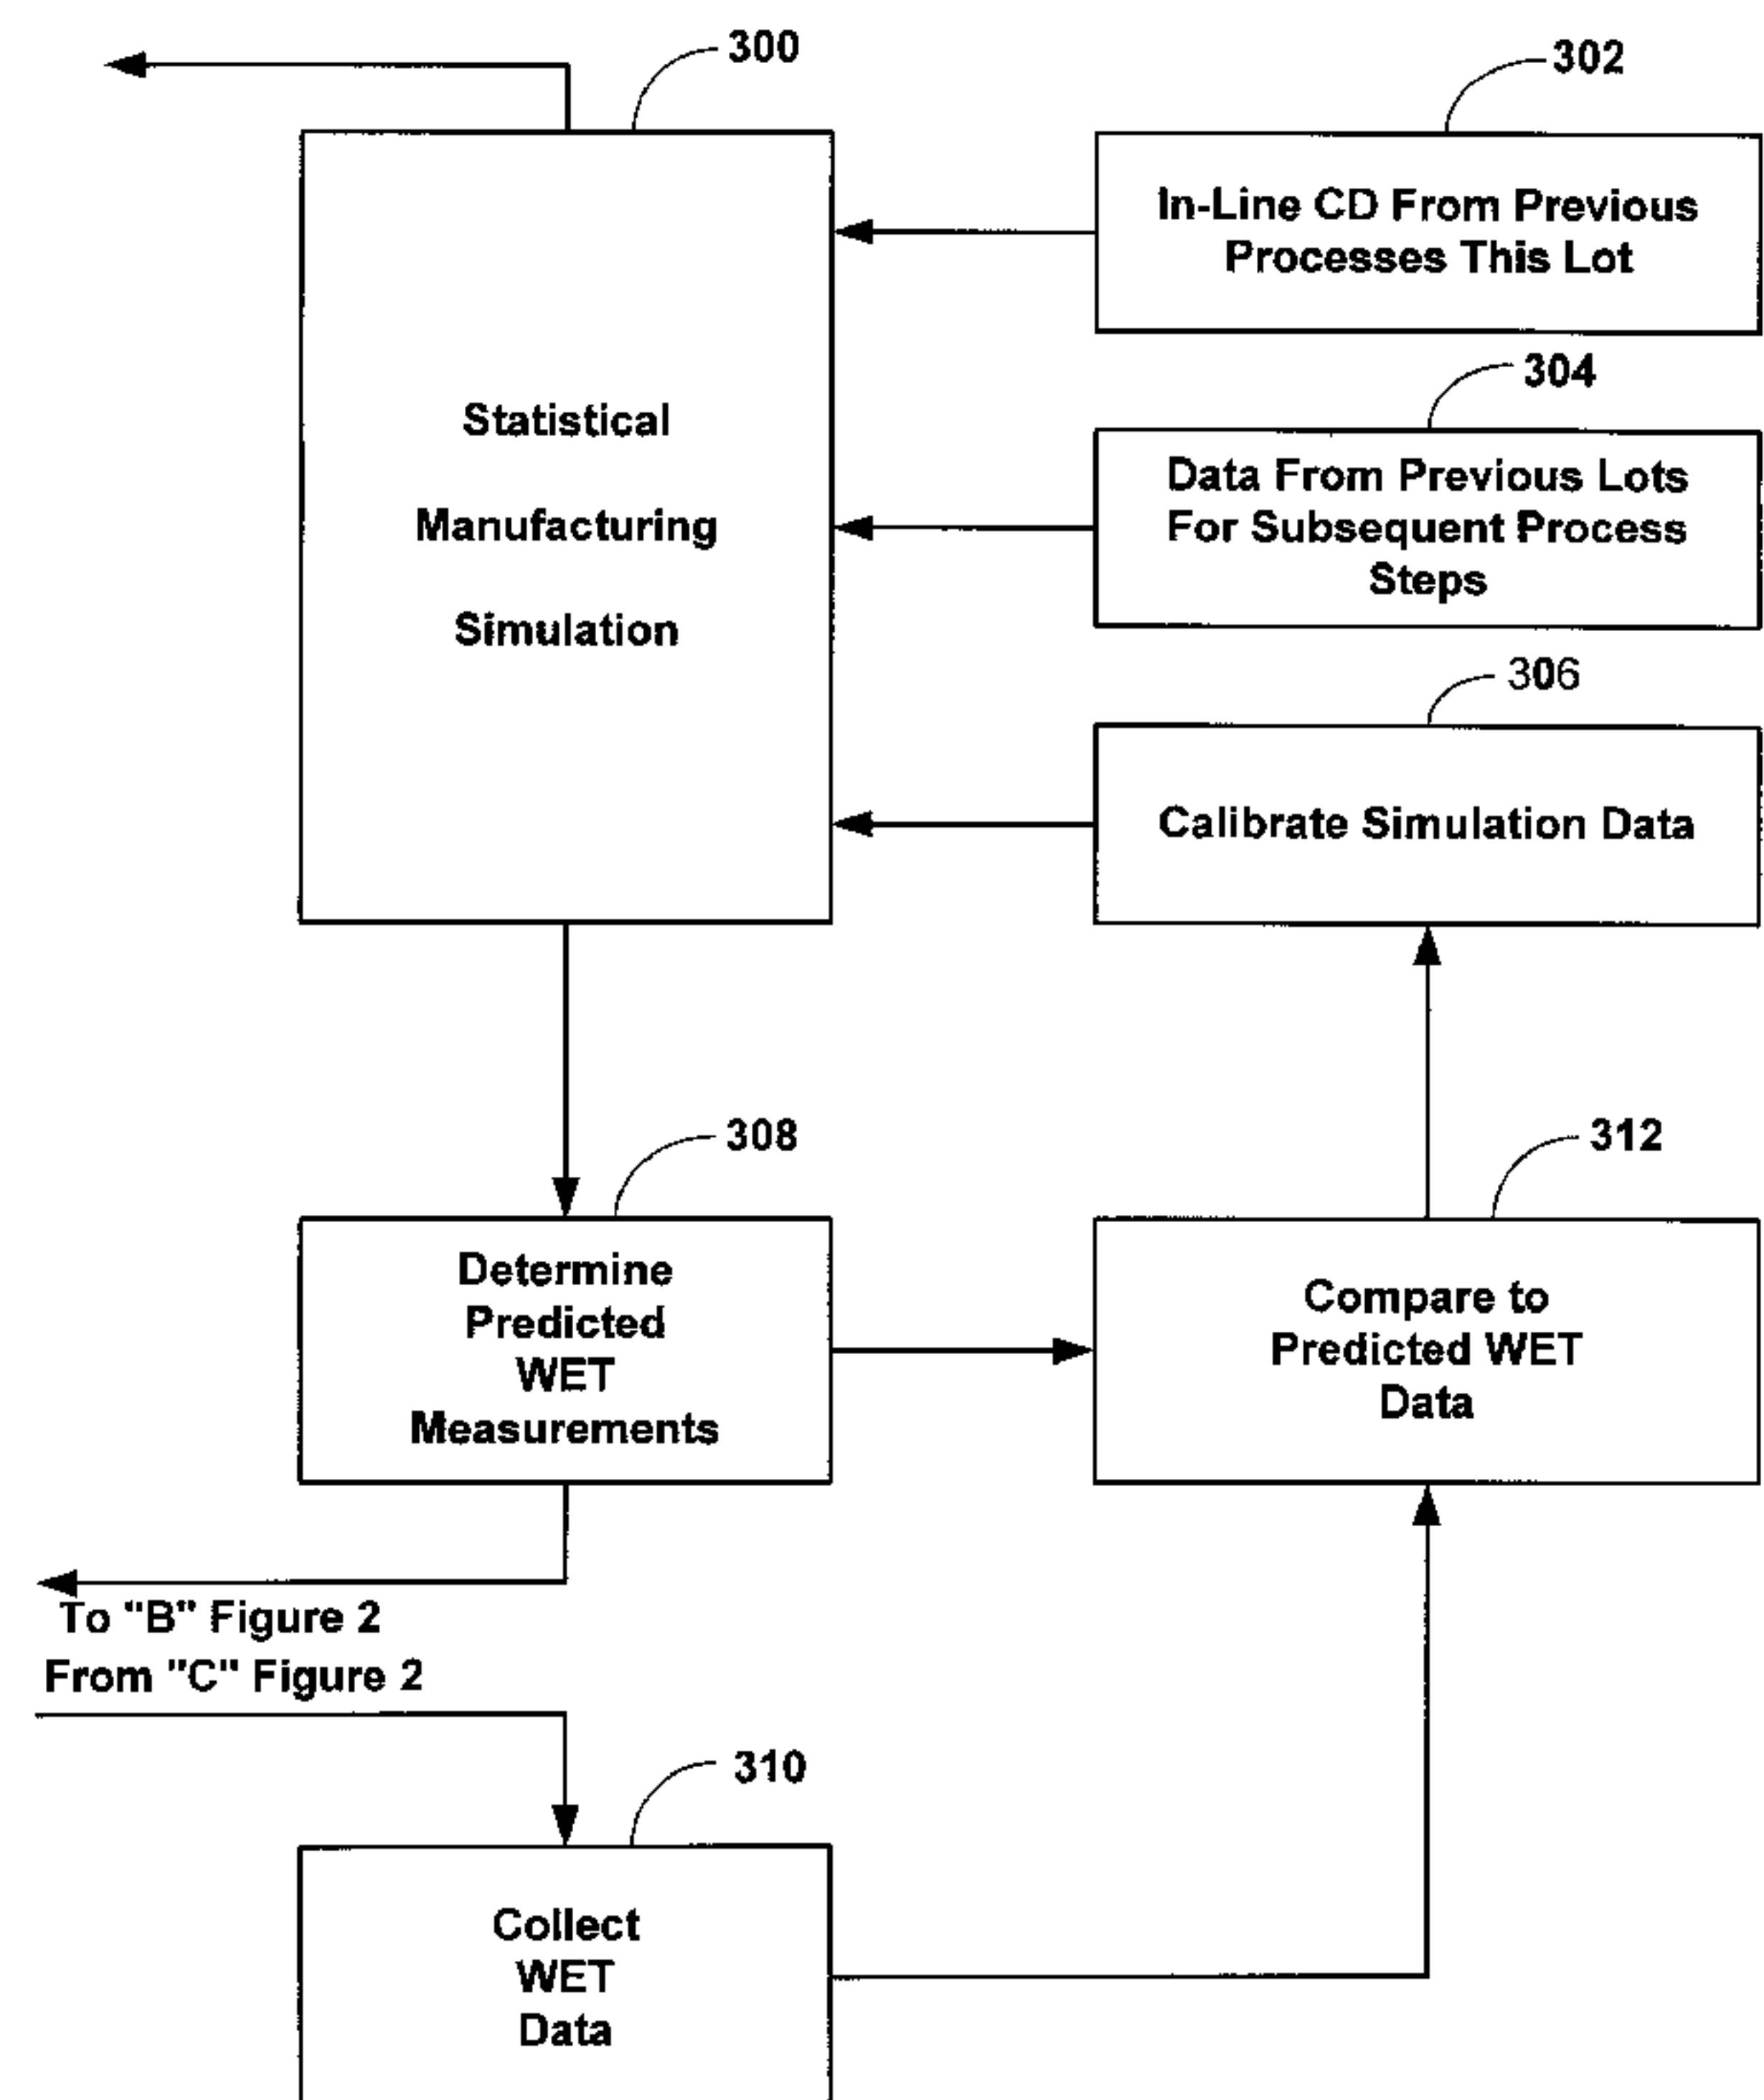 300
302
In-Line CD From Previous
Processes This Lot
304
Statistical
Manufacturing
Simulation
Data From Previous Lots
For Subsequent Process
Steps
306
Calibrate Simulation Data
308
312
Determine
Predicted
WET
Measurements
Compare to
Predicted WET
Data
To "B" Figure 2
From "C" Figure 2
310
Collect
WET
Data